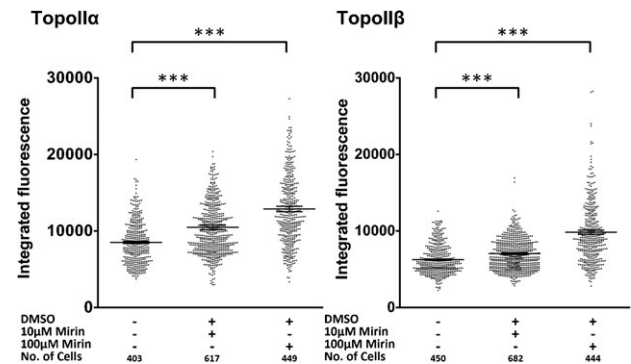 TopoIIα
TopoIIβ
***
***
***
***
Integrated fluorescence
30000
20000
10000
0
Integrated fluorescence
30000
20000
10000
0
DMSO - + +
10μM Mirin - + -
100μM Mirin - - +
No. of Cells 403 617 449
DMSO - + +
10μM Mirin - + -
100μM Mirin - - +
No. of Cells 450 682 444